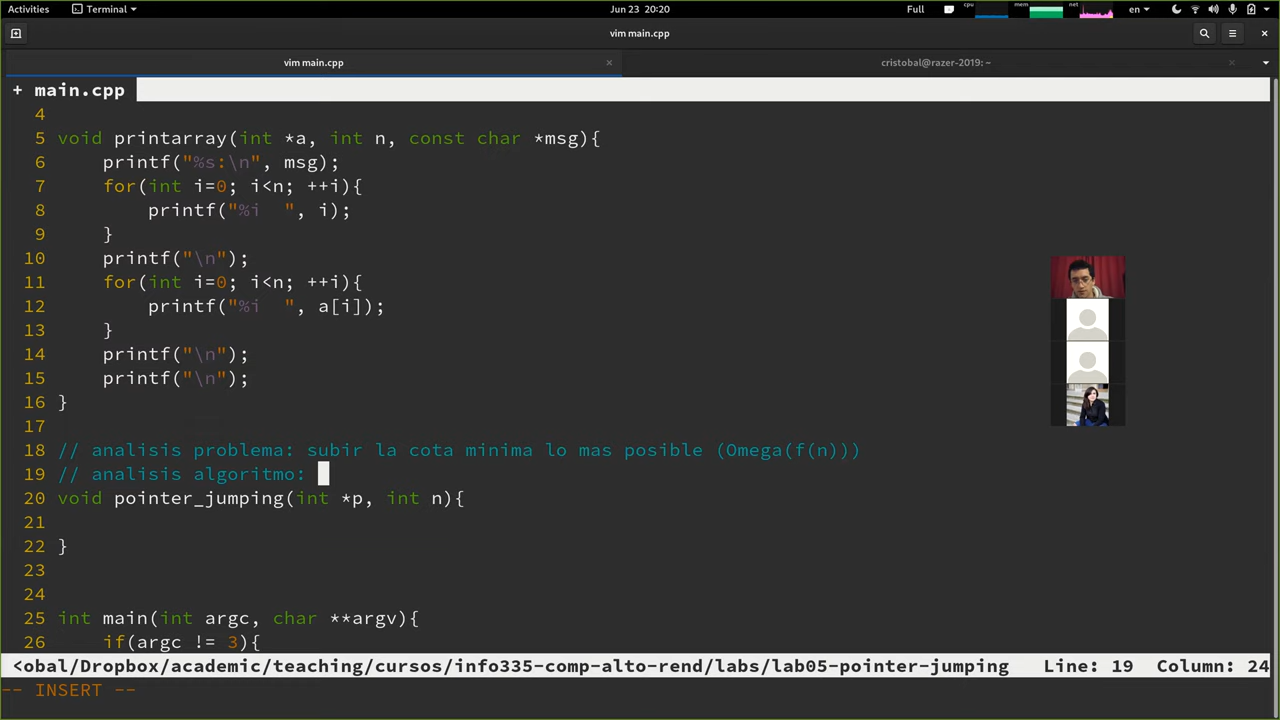 Activities Terminal Jun 23 20:20 Full cpu mem net en
vim main.cpp
vim main.cpp cristobal@razer-2019: ~
+ main.cpp
4
5 void printarray(int *a, int n, const char *msg){
6 printf("%s:\n", msg);
7 for(int i=0; i<n; ++i){
8 printf("%i  ", i);
9 }
10 printf("\n");
11 for(int i=0; i<n; ++i){
12 printf("%i  ", a[i]);
13 }
14 printf("\n");
15 printf("\n");
16 }
17
18 // analisis problema: subir la cota minima lo mas posible (Omega(f(n)))
19 // analisis algoritmo:
20 void pointer_jumping(int *p, int n){
21
22 }
23
24
25 int main(int argc, char **argv){
26 if(argc != 3){
<obal/Dropbox/academic/teaching/cursos/info335-comp-alto-rend/labs/lab05-pointer-jumping Line: 19 Column: 24
-- INSERT --